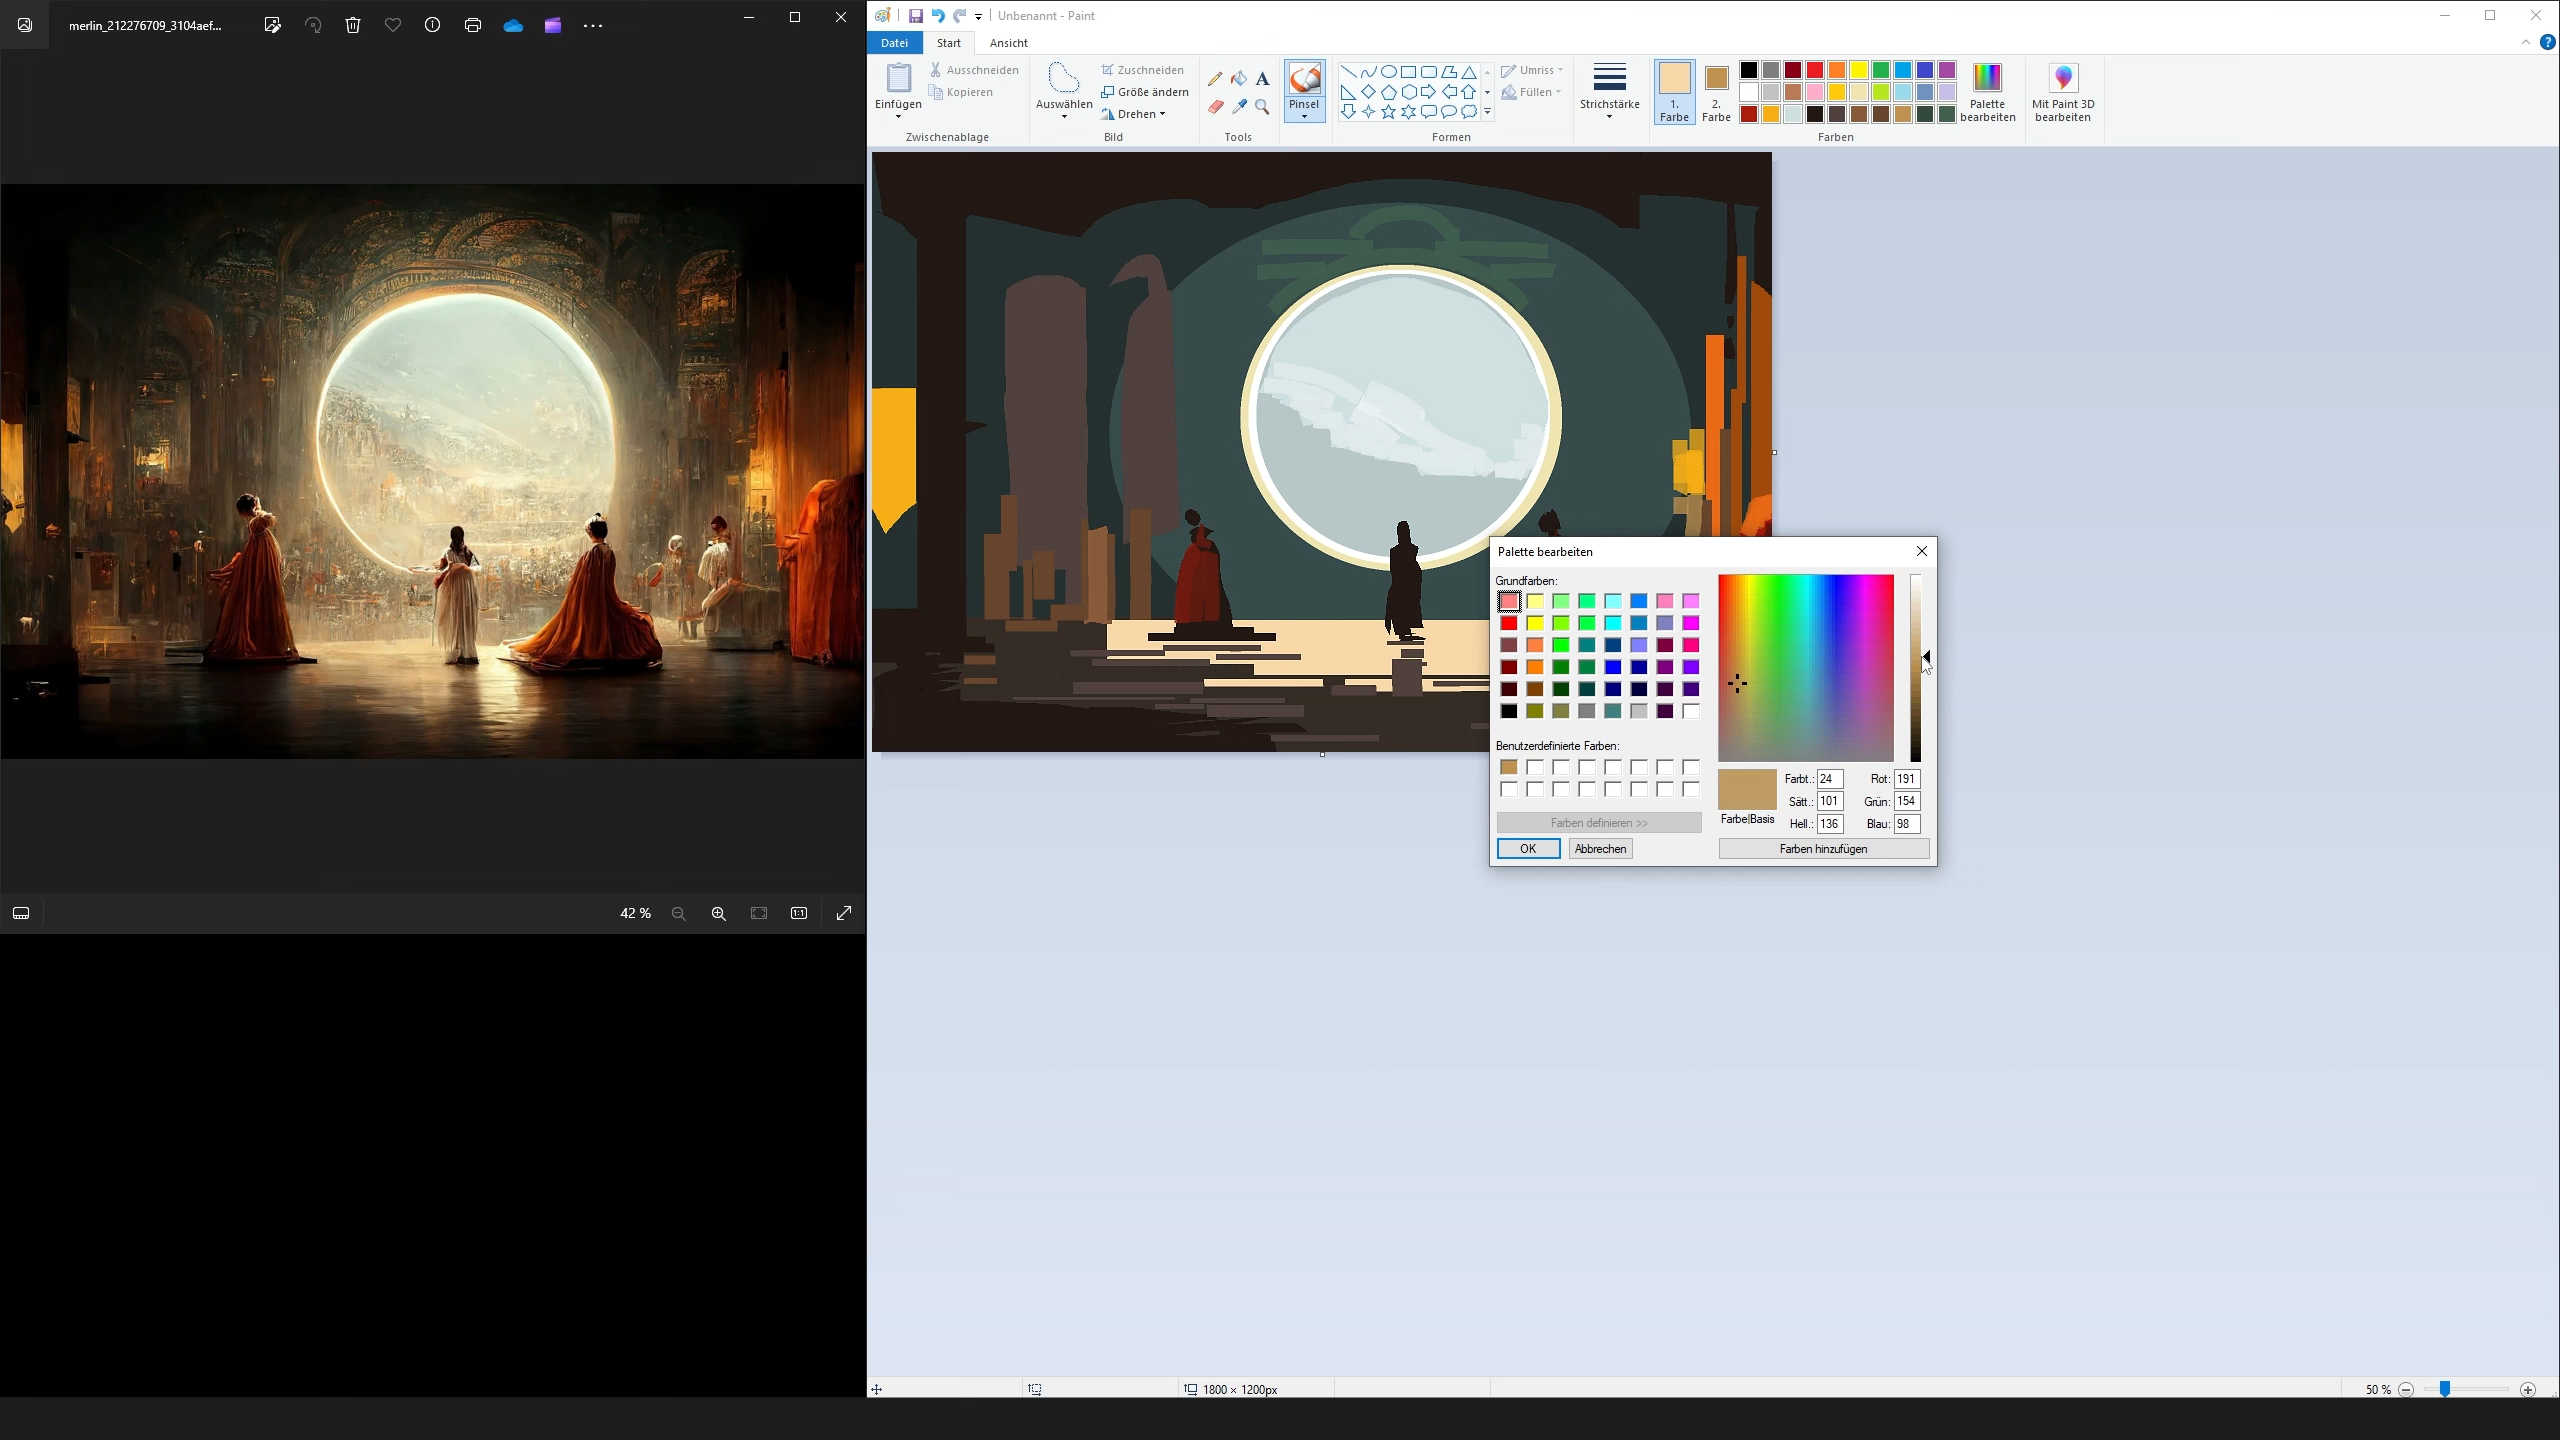 merlin_212276709_3104aef...
42 %
Unbenannt - Paint
Datei
Start
Ansicht
Einfügen
Ausschneiden
Kopieren
Zwischenablage
Auswählen
Zuschneiden
Größe ändern
Drehen
Bild
A
Tools
Pinsel
Formen
Umriss
Füllen
Strichstärke
1.
Farbe
2.
Farbe
Palette
bearbeiten
Mit Paint 3D
bearbeiten
Farben
Palette bearbeiten
Grundfarben:
Benutzerdefinierte Farben:
Farben definieren >>
OK
Abbrechen
Farbe|Basis
Farbt.: 24
Sätt.: 101
Hell.: 136
Rot: 191
Grün: 154
Blau: 98
Farben hinzufügen
1800 × 1200px
50 %